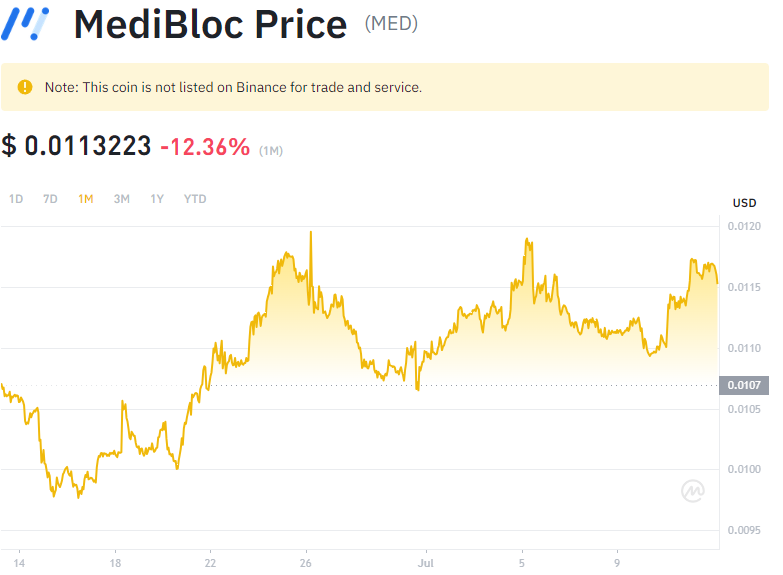 MediBloc Price (MED)
Note: This coin is not listed on Binance for trade and service.
$ 0.0113223 -12.36% (1M)
1D 7D 1M 3M 1Y YTD
USD
0.0120
0.0115
0.0110
0.0107
0.0105
0.0100
0.0095
14 18 22 26 Jul 5 9